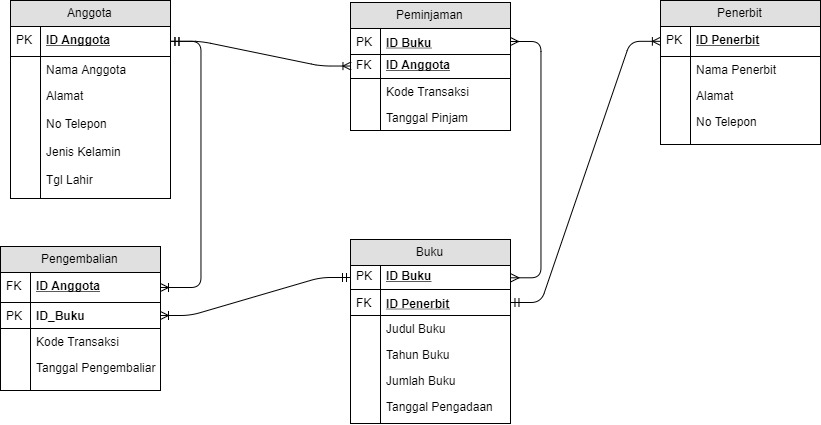 Anggota
PK ID Anggota
Nama Anggota
Alamat
No Telepon
Jenis Kelamin
Tgl Lahir
Peminjaman
PK ID Buku
FK ID Anggota
Kode Transaksi
Tanggal Pinjam
Penerbit
PK ID Penerbit
Nama Penerbit
Alamat
No Telepon
Pengembalian
FK ID Anggota
PK ID_Buku
Kode Transaksi
Tanggal Pengembaliar
Buku
PK ID Buku
FK ID Penerbit
Judul Buku
Tahun Buku
Jumlah Buku
Tanggal Pengadaan